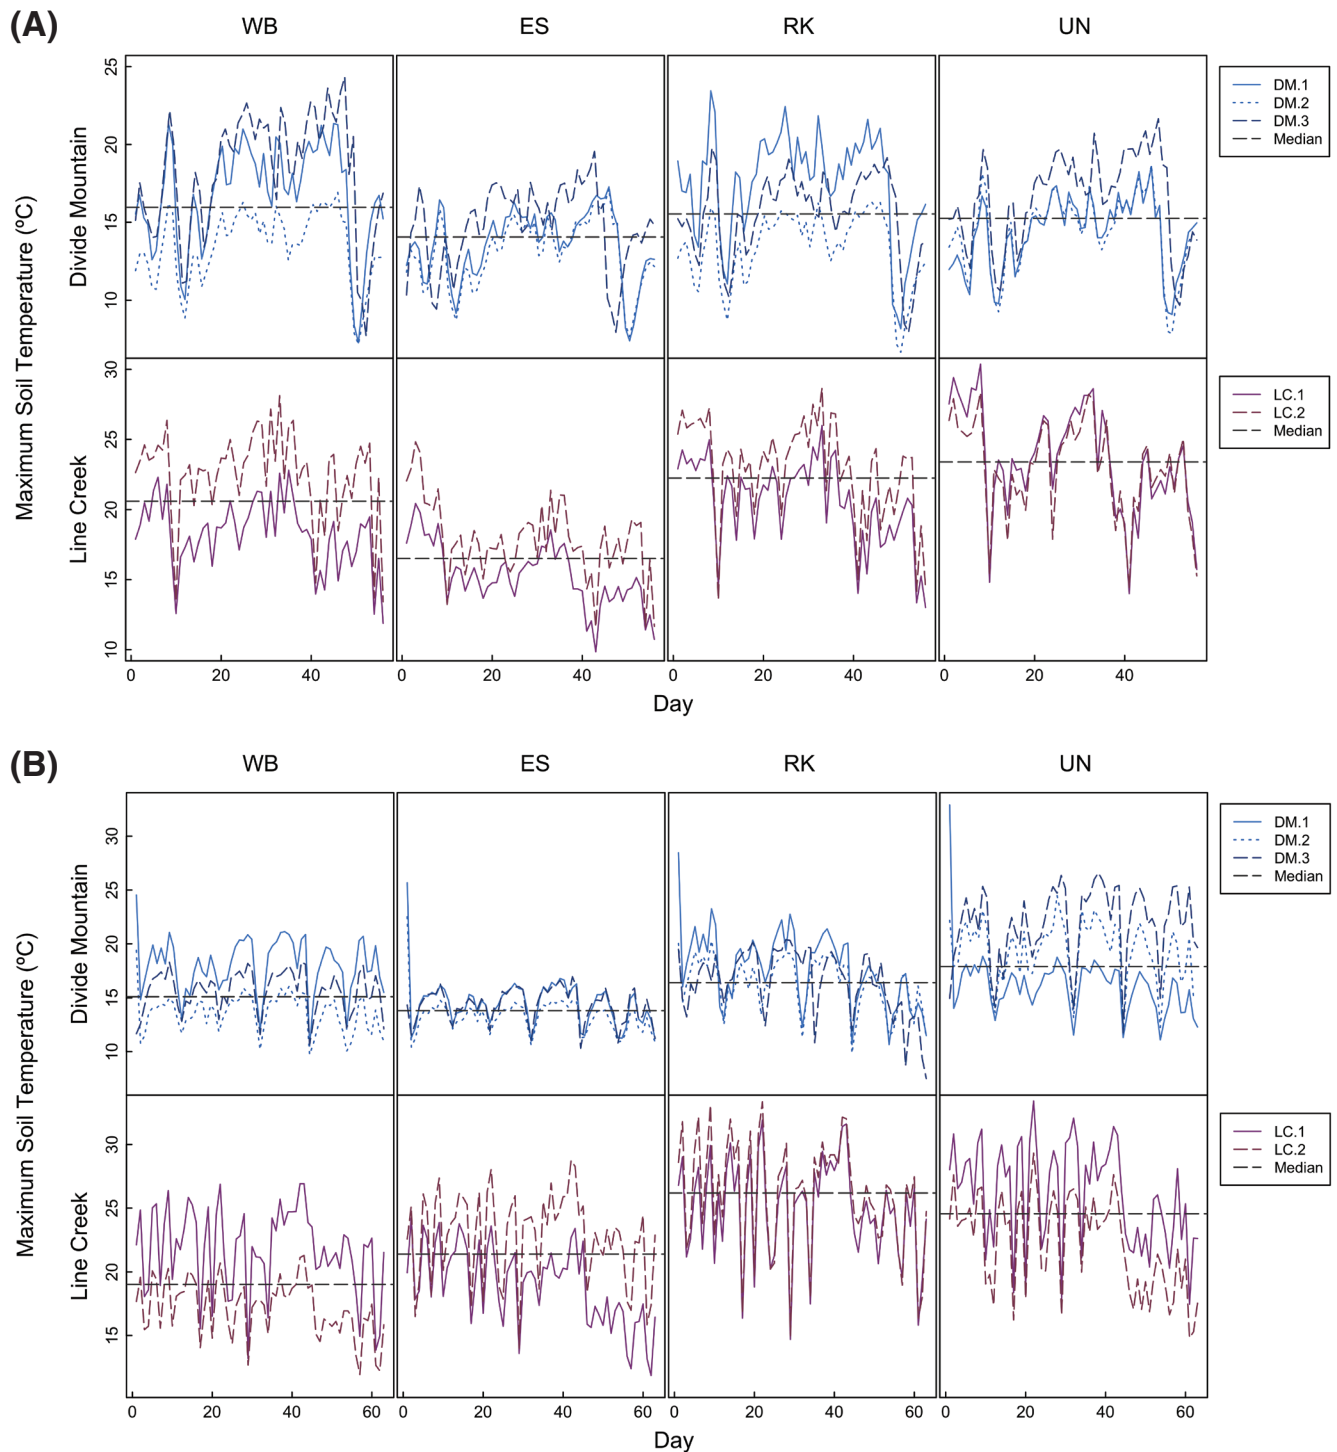 (A)
WB ES RK UN
Maximum Soil Temperature (°C)
Divide Mountain
25
20
15
10
DM.1
DM.2
DM.3
Median
Line Creek
30
25
20
15
10
LC.1
LC.2
Median
0 20 40 0 20 40 0 20 40 0 20 40
Day
(B)
WB ES RK UN
Maximum Soil Temperature (°C)
Divide Mountain
30
25
20
15
10
DM.1
DM.2
DM.3
Median
Line Creek
30
25
20
15
LC.1
LC.2
Median
0 20 40 60 0 20 40 60 0 20 40 60 0 20 40 60
Day